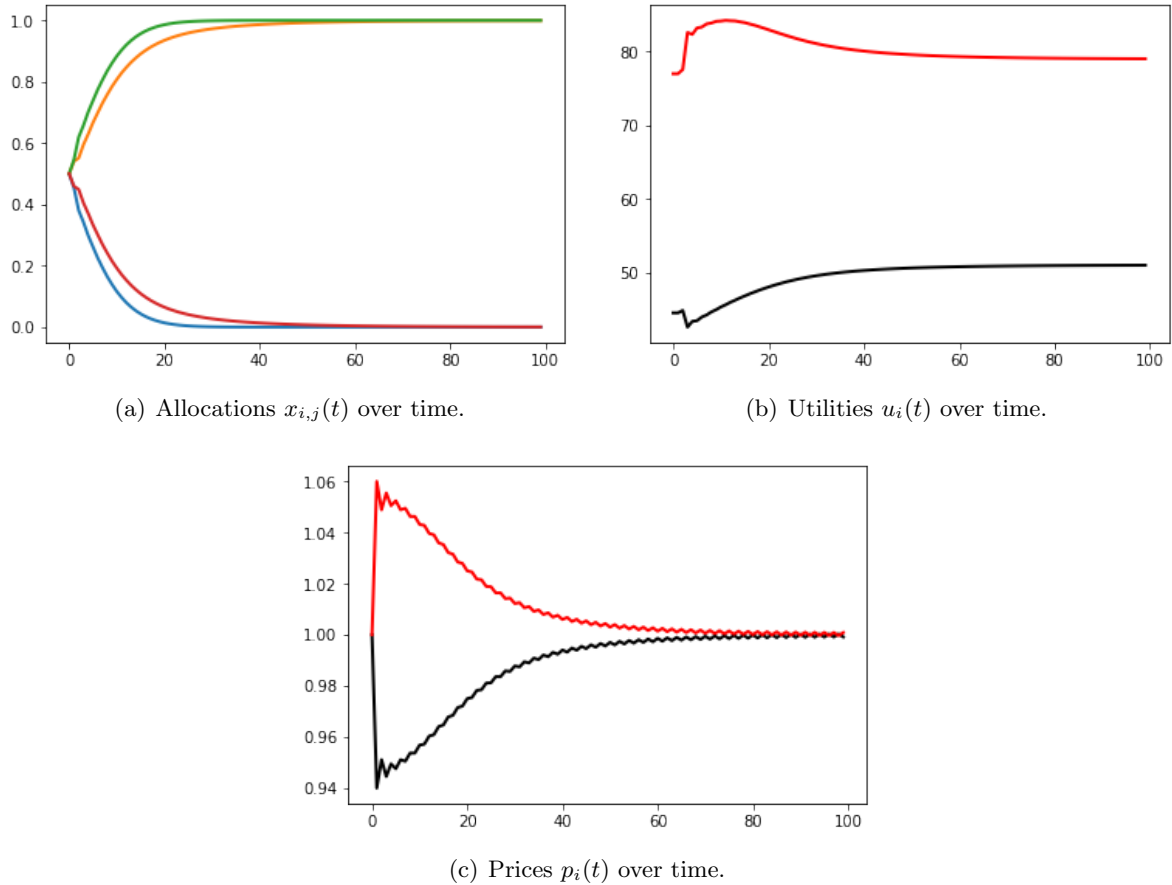 1.0
0.8
0.6
0.4
0.2
0.0
0 20 40 60 80 100
(a) Allocations x_{i,j}(t) over time.
80
70
60
50
0 20 40 60 80 100
(b) Utilities u_i(t) over time.
1.06
1.04
1.02
1.00
0.98
0.96
0.94
0 20 40 60 80 100
(c) Prices p_i(t) over time.